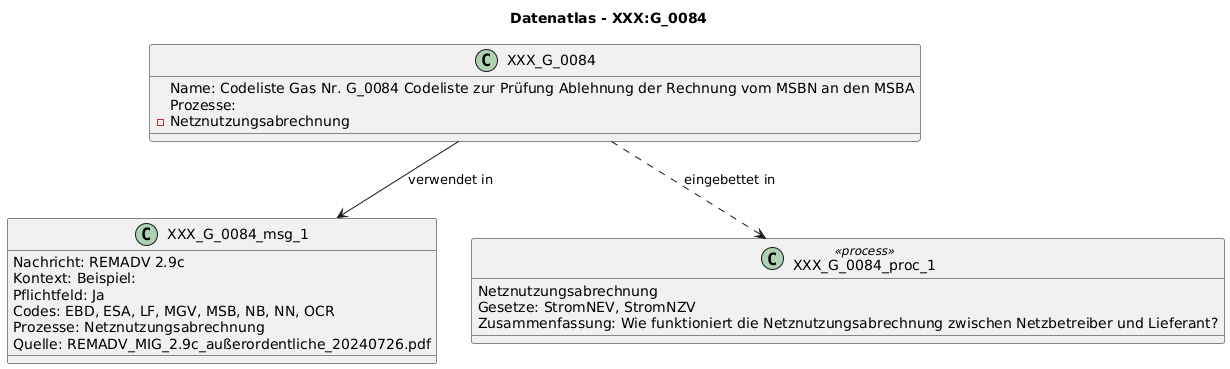 Datenatlas - XXX:G_0084
C XXX_G_0084
Name: Codeliste Gas Nr. G_0084 Codeliste zur Prüfung Ablehnung der Rechnung vom MSBN an den MSBA
Prozesse:
Netznutzungsabrechnung
verwendet in
eingebettet in
C XXX_G_0084_msg_1
Nachricht: REMADV 2.9c
Kontext: Beispiel:
Pflichtfeld: Ja
Codes: EBD, ESA, LF, MGV, MSB, NB, NN, OCR
Prozesse: Netznutzungsabrechnung
Quelle: REMADV_MIG_2.9c_außerordentliche_20240726.pdf
«process»
C XXX_G_0084_proc_1
Netznutzungsabrechnung
Gesetze: StromNEV, StromNZV
Zusammenfassung: Wie funktioniert die Netznutzungsabrechnung zwischen Netzbetreiber und Lieferant?